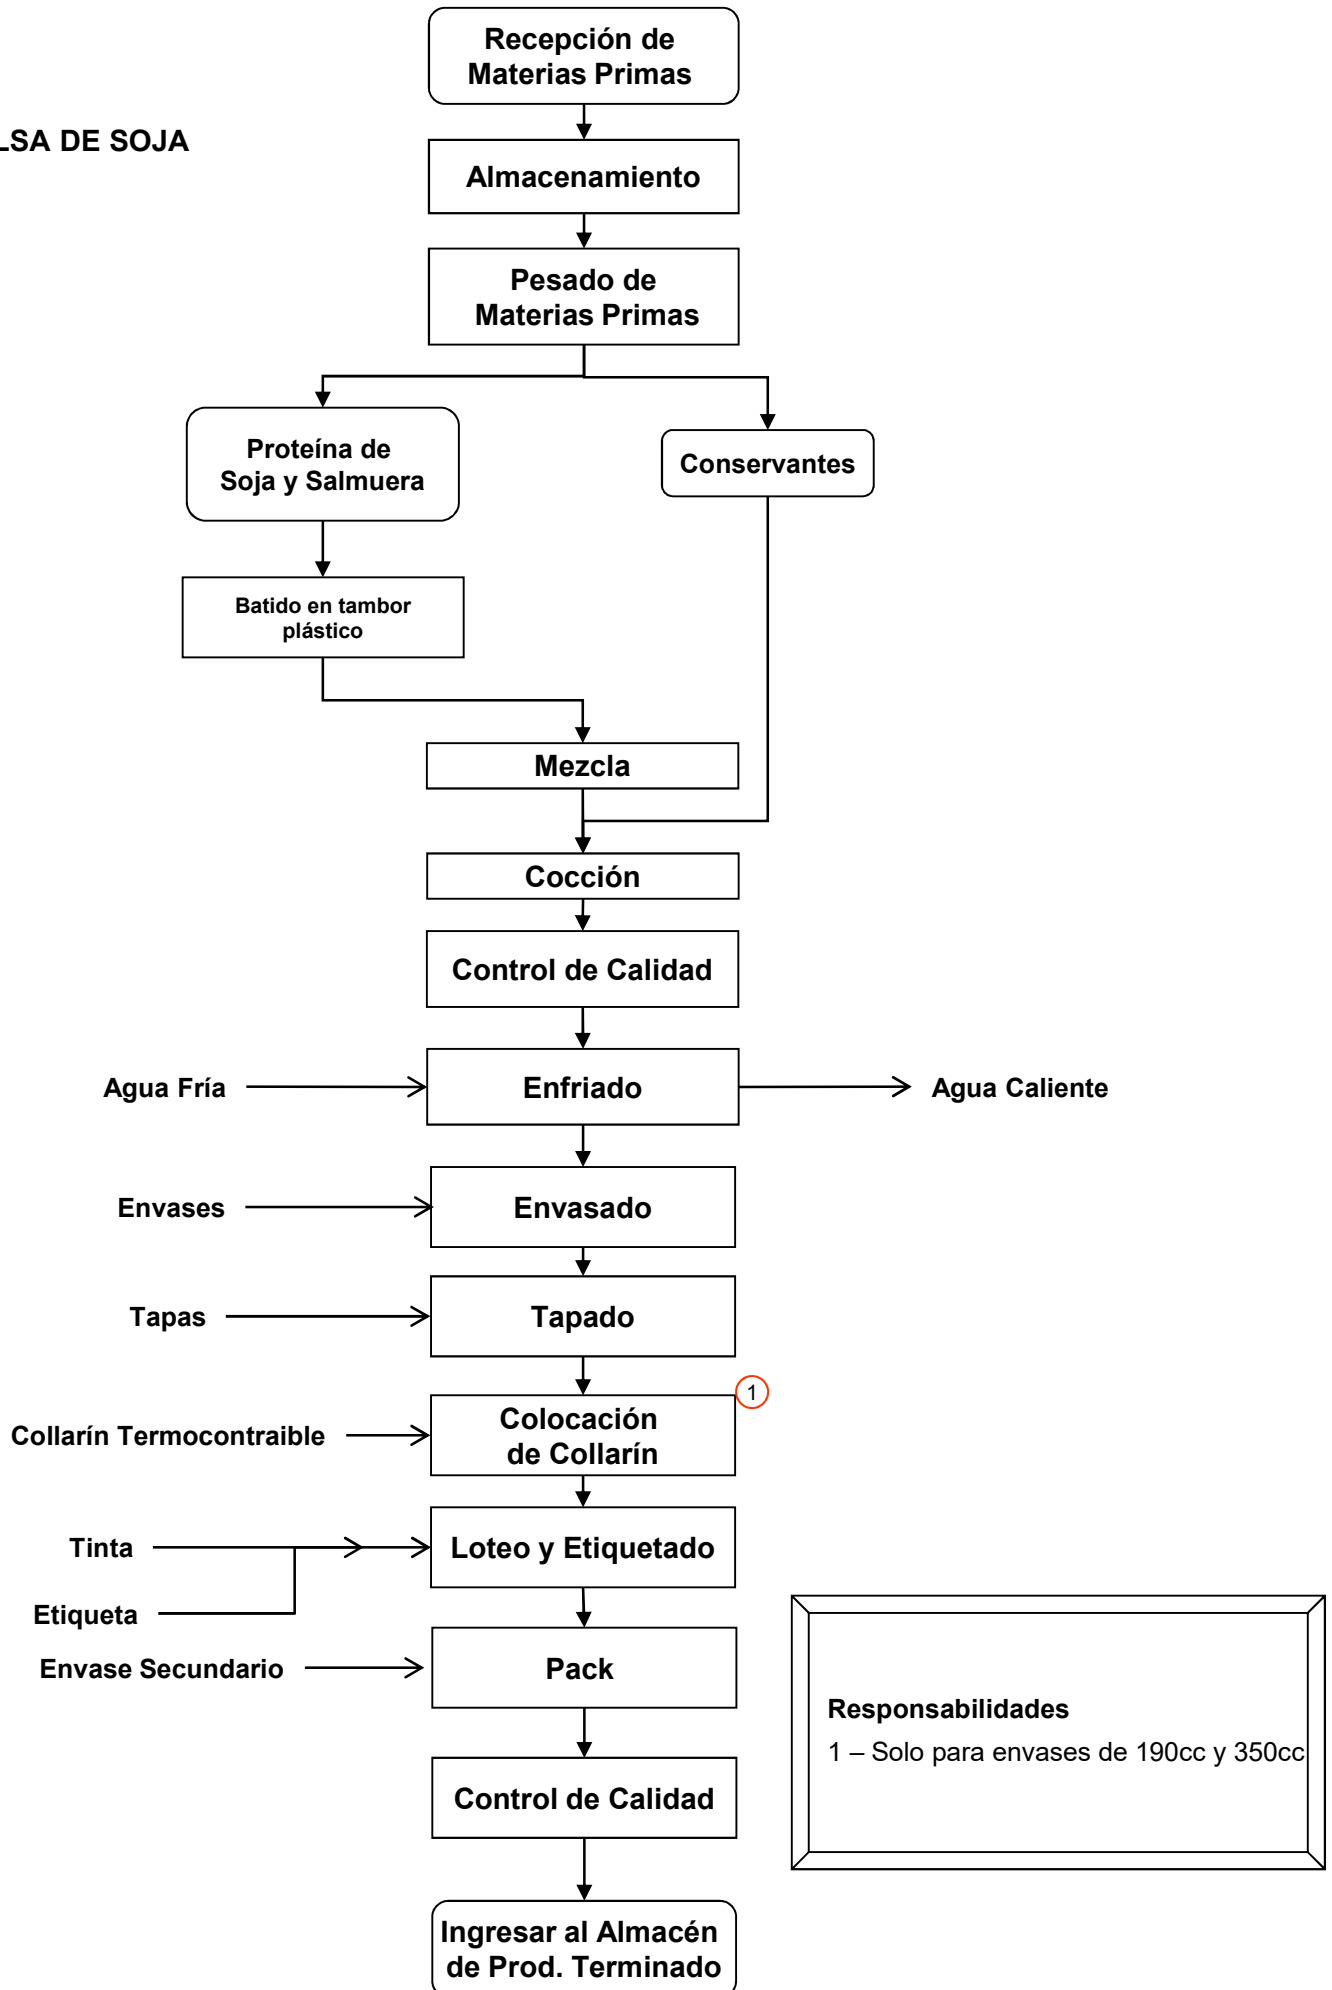 Recepción de
Materias Primas
LSA DE SOJA
Almacenamiento
Pesado de
Materias Primas
Proteína de
Soja y Salmuera
Conservantes
Batido en tambor
plástico
Mezcla
Cocción
Control de Calidad
Agua Fría
Enfriado
Agua Caliente
Envases
Envasado
Tapas
Tapado
1
Collarín Termocontraible
Colocación
de Collarín
Tinta
Loteo y Etiquetado
Etiqueta
Envase Secundario
Pack
Responsabilidades
1 – Solo para envases de 190cc y 350cc
Control de Calidad
Ingresar al Almacén
de Prod. Terminado